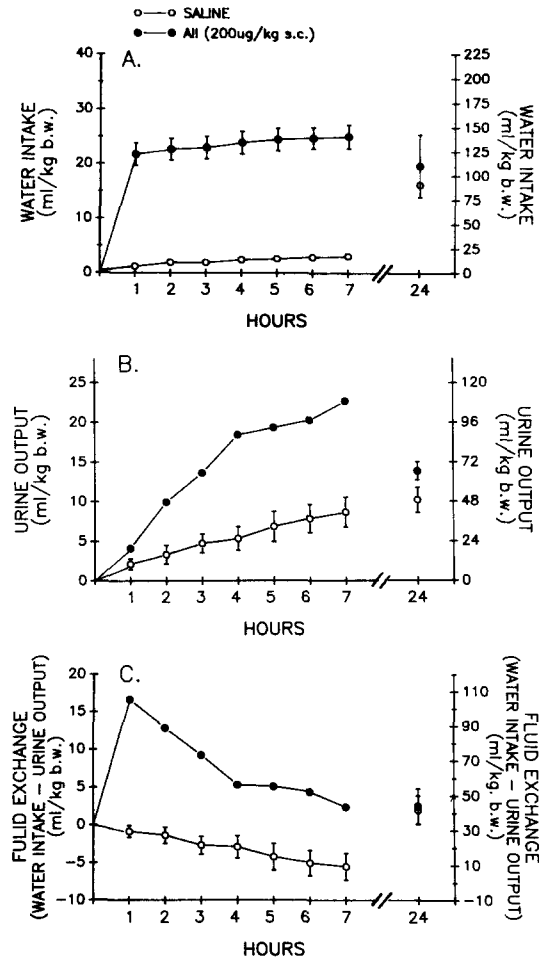 SALINE
AII (200ug/kg s.c.)
A.
WATER INTAKE
(ml/kg b.w.)
40
30
20
10
0
225
200
175
150
125
100
75
50
25
0
WATER INTAKE
(ml/kg b.w.)
1 2 3 4 5 6 7 24
HOURS
B.
URINE OUTPUT
(ml/kg b.w.)
25
20
15
10
5
0
120
96
72
48
24
0
URINE OUTPUT
(ml/kg b.w.)
1 2 3 4 5 6 7 24
HOURS
C.
FULID EXCHANGE
(WATER INTAKE – URINE OUTPUT)
(ml/kg b.w.)
20
15
10
5
0
−5
−10
110
90
70
50
30
10
−10
FLUID EXCHANGE
(WATER INTAKE – URINE OUTPUT)
(ml/kg. b.w.)
1 2 3 4 5 6 7 24
HOURS